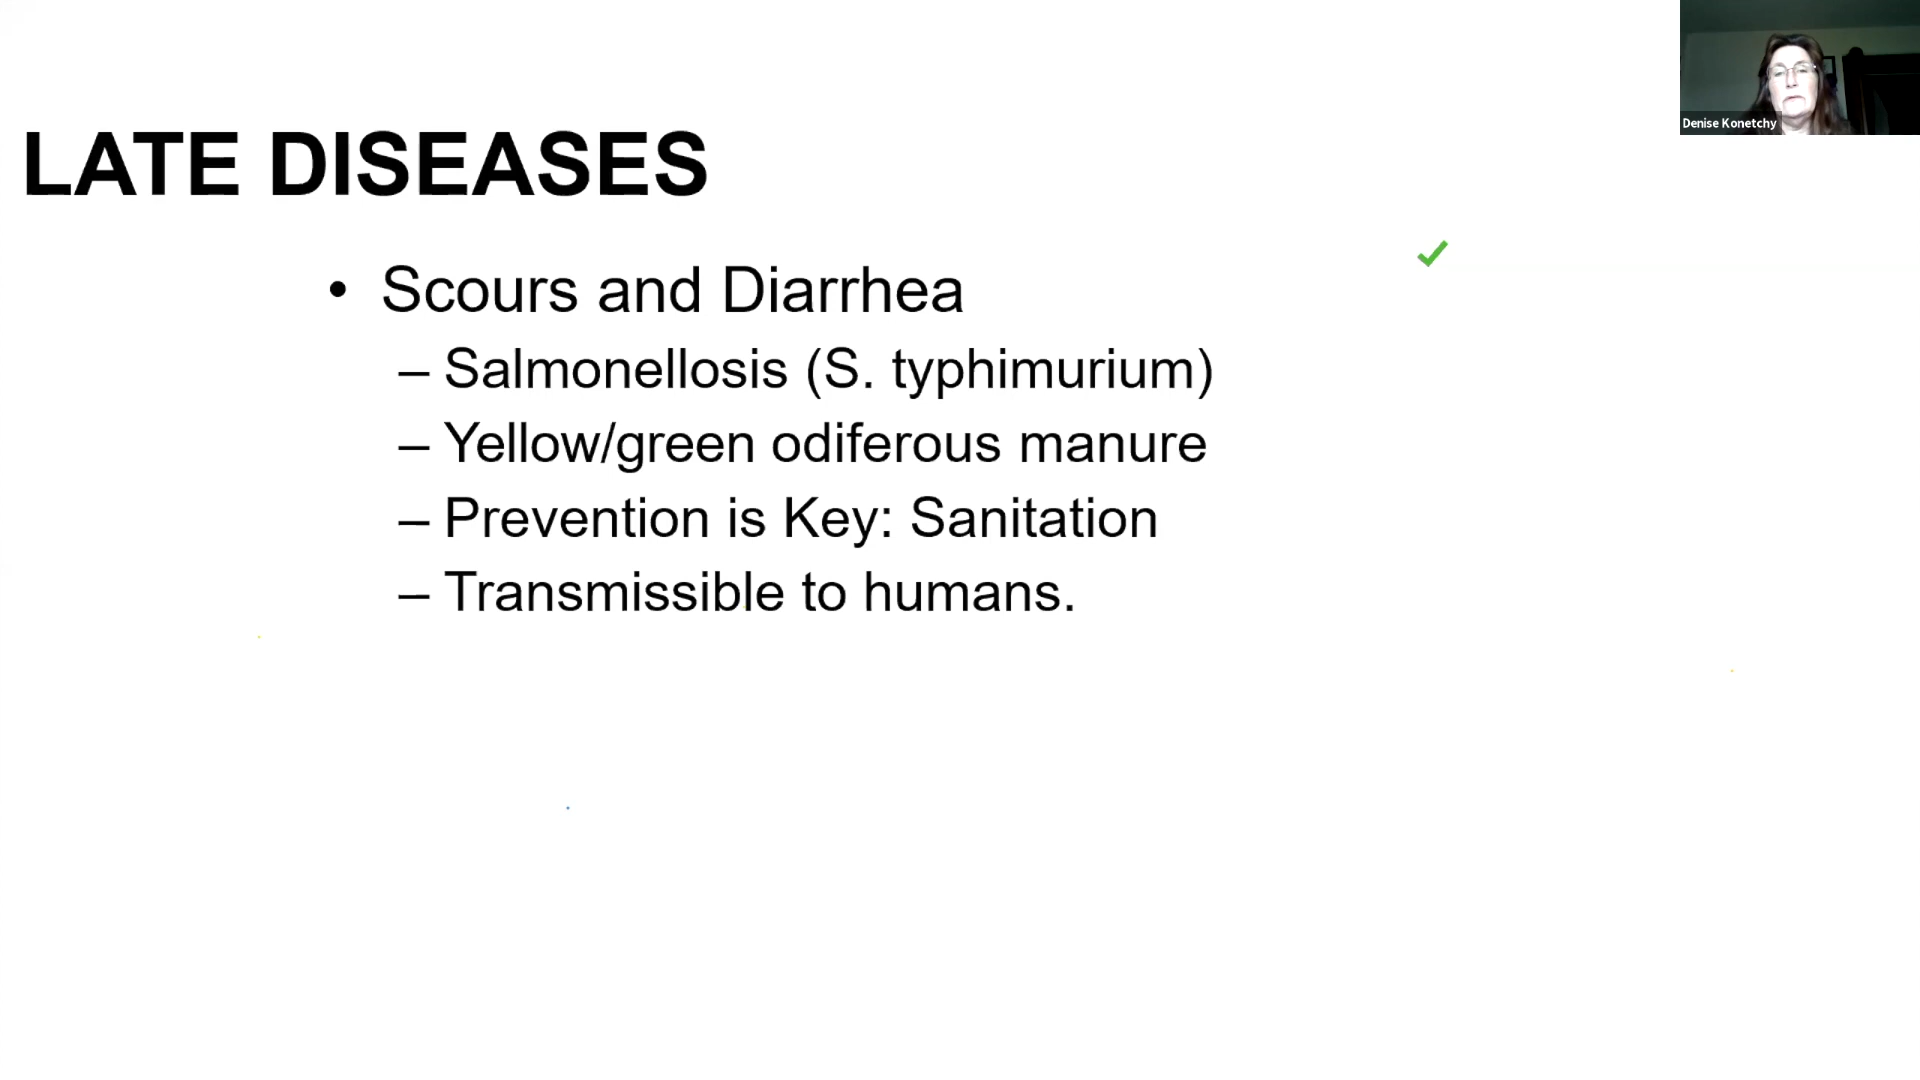 Denise Konetchy
LATE DISEASES
• Scours and Diarrhea
– Salmonellosis (S. typhimurium)
– Yellow/green odiferous manure
– Prevention is Key: Sanitation
– Transmissible to humans.